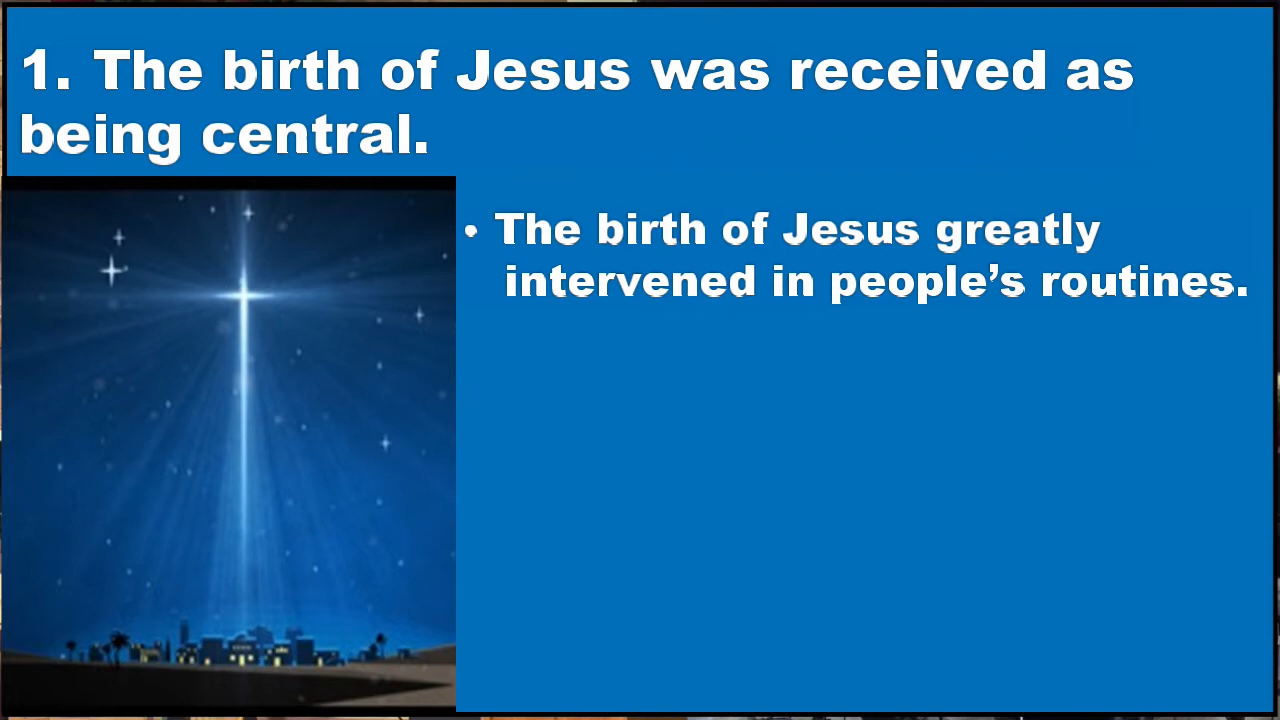 1. The birth of Jesus was received as
being central.
• The birth of Jesus greatly
intervened in people’s routines.